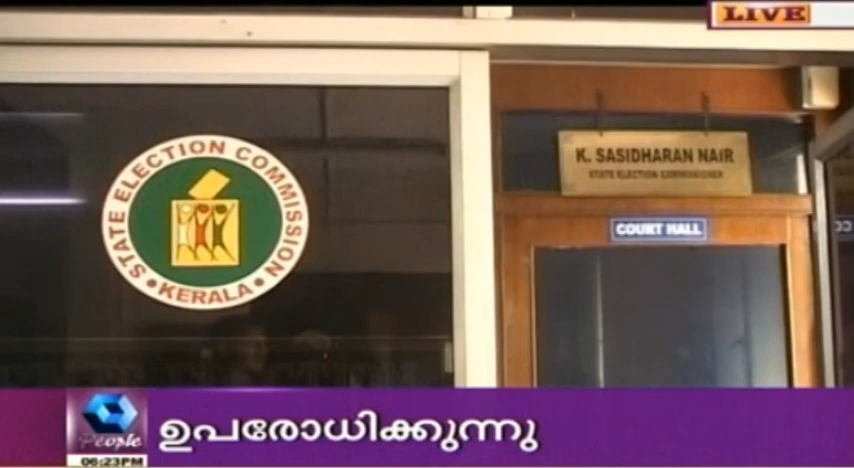 LIVE
STATE ELECTION COMMISSION
• KERALA •
K. SASIDHARAN NAIR
STATE ELECTION COMMISSIONER
COURT HALL
People
ഉപരോധിക്കുന്നു
06:23PM